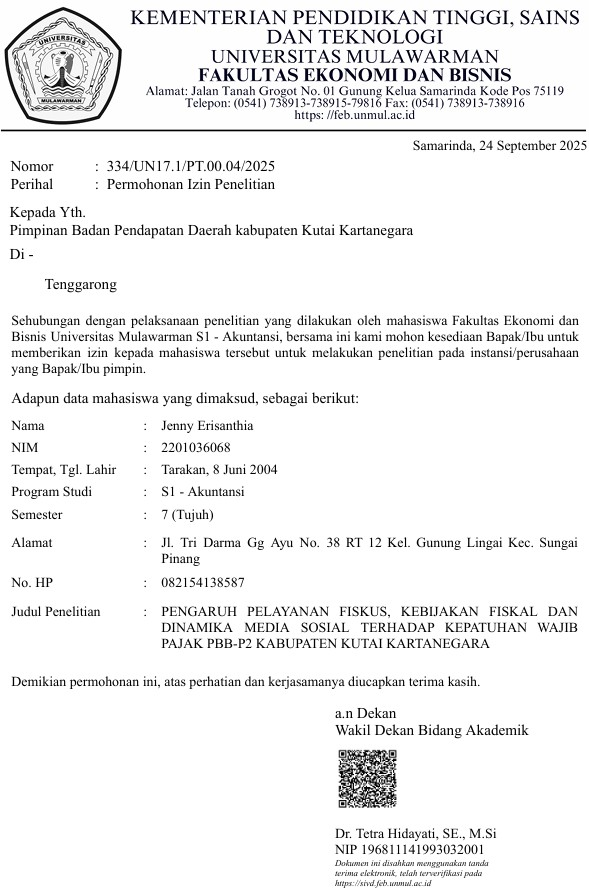 UNIVERSITAS
MULAWARMAN
KEMENTERIAN PENDIDIKAN TINGGI, SAINS
DAN TEKNOLOGI
UNIVERSITAS MULAWARMAN
FAKULTAS EKONOMI DAN BISNIS
Alamat: Jalan Tanah Grogot No. 01 Gunung Kelua Samarinda Kode Pos 75119
Telepon: (0541) 738913-738915-79816 Fax: (0541) 738913-738916
https: //feb.unmul.ac.id
Samarinda, 24 September 2025
Nomor : 334/UN17.1/PT.00.04/2025
Perihal : Permohonan Izin Penelitian
Kepada Yth.
Pimpinan Badan Pendapatan Daerah kabupaten Kutai Kartanegara
Di -
Tenggarong
Sehubungan dengan pelaksanaan penelitian yang dilakukan oleh mahasiswa Fakultas Ekonomi dan
Bisnis Universitas Mulawarman S1 - Akuntansi, bersama ini kami mohon kesediaan Bapak/Ibu untuk
memberikan izin kepada mahasiswa tersebut untuk melakukan penelitian pada instansi/perusahaan
yang Bapak/Ibu pimpin.
Adapun data mahasiswa yang dimaksud, sebagai berikut:
Nama : Jenny Erisanthia
NIM : 2201036068
Tempat, Tgl. Lahir : Tarakan, 8 Juni 2004
Program Studi : S1 - Akuntansi
Semester : 7 (Tujuh)
Alamat : Jl. Tri Darma Gg Ayu No. 38 RT 12 Kel. Gunung Lingai Kec. Sungai
Pinang
No. HP : 082154138587
Judul Penelitian : PENGARUH PELAYANAN FISKUS, KEBIJAKAN FISKAL DAN
DINAMIKA MEDIA SOSIAL TERHADAP KEPATUHAN WAJIB
PAJAK PBB-P2 KABUPATEN KUTAI KARTANEGARA
Demikian permohonan ini, atas perhatian dan kerjasamanya diucapkan terima kasih.
a.n Dekan
Wakil Dekan Bidang Akademik
Dr. Tetra Hidayati, SE., M.Si
NIP 196811141993032001
Dokumen ini disahkan menggunakan tanda
terima elektronik, telah terverifikasi pada
https://sivd.feb.unmul.ac.id